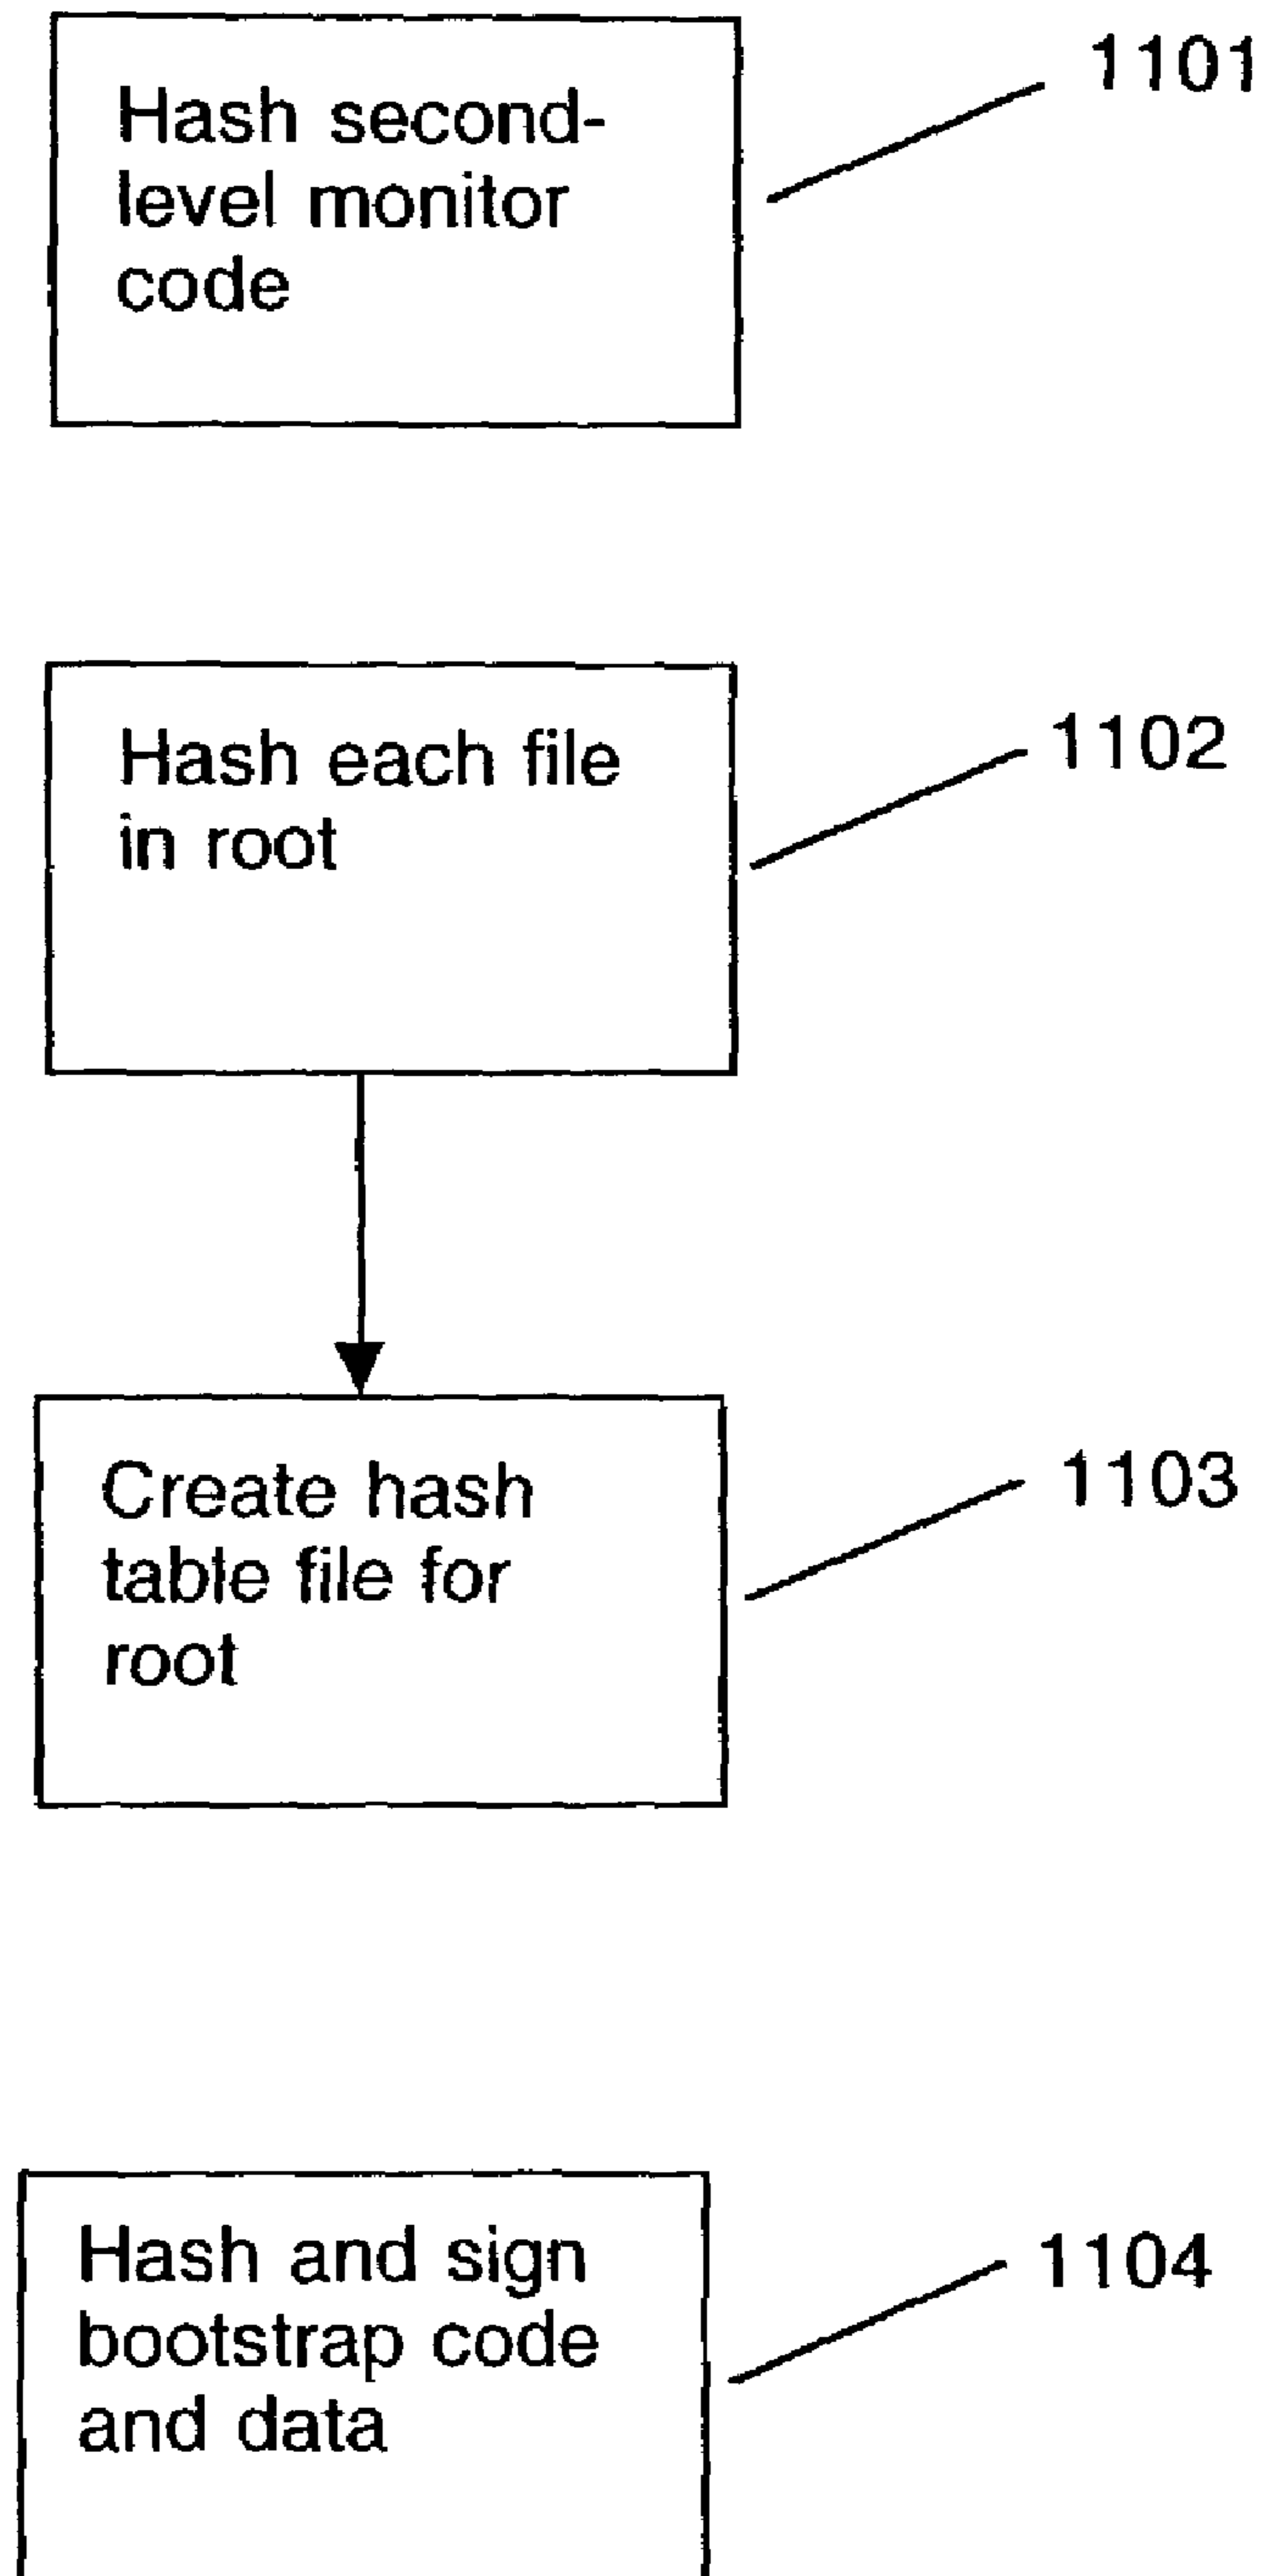 Hash second-
level monitor
code
1101
Hash each file
in root
1102
Create hash
table file for
root
1103
Hash and sign
bootstrap code
and data
1104